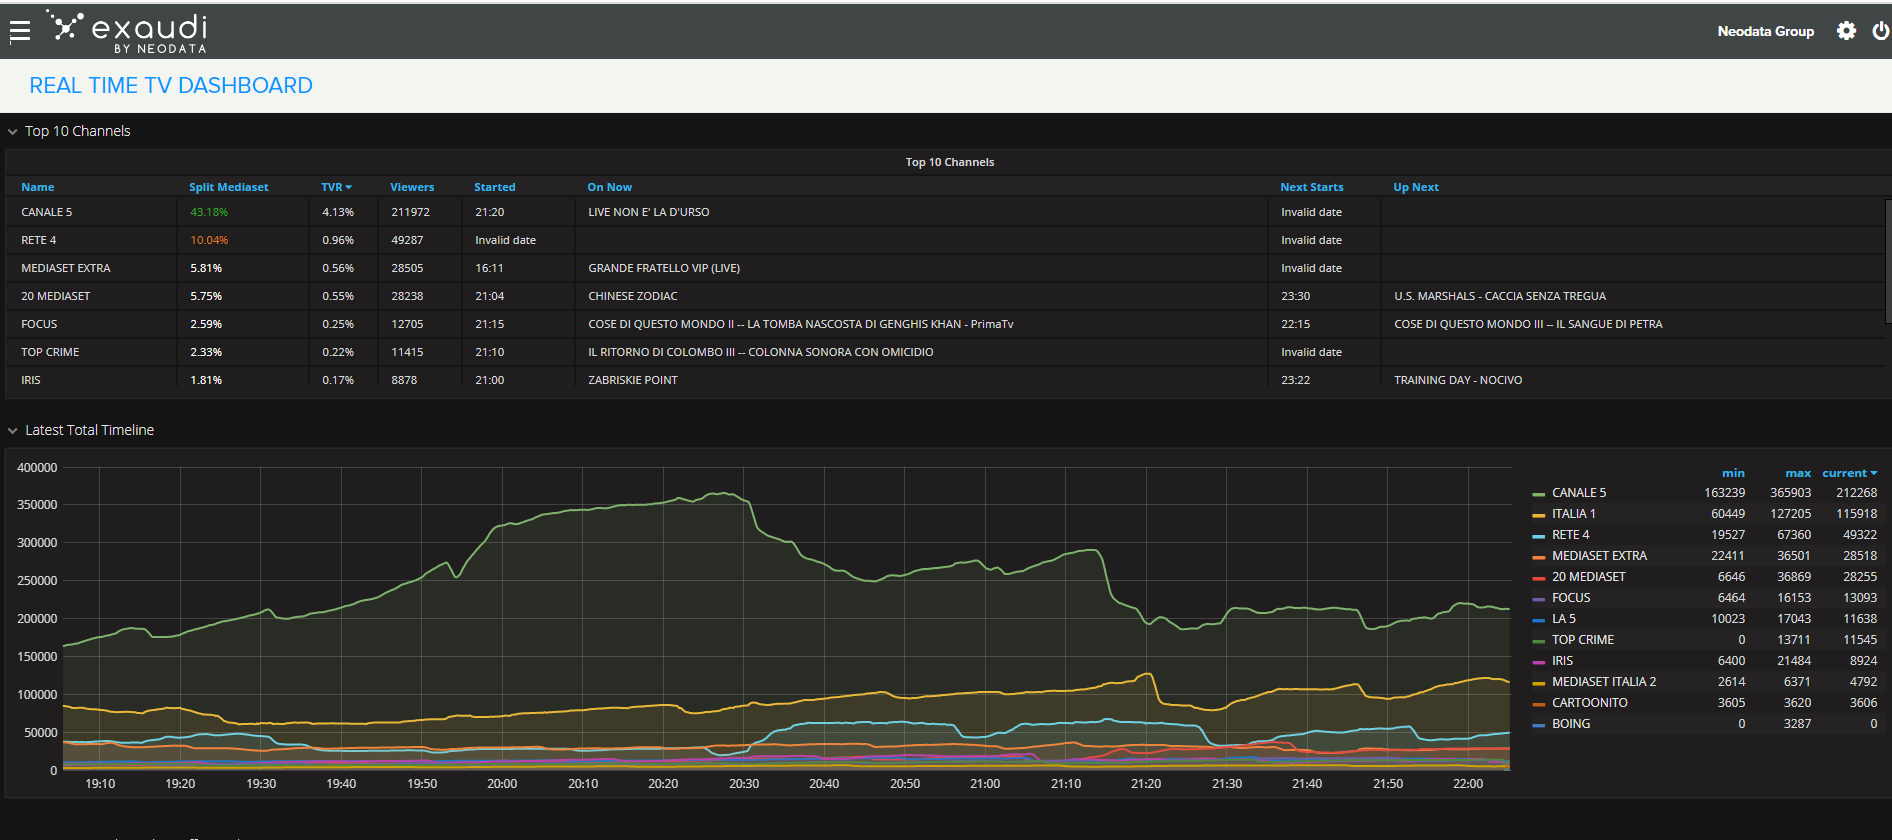 exaudi
BY NEODATA
Neodata Group
REAL TIME TV DASHBOARD
Top 10 Channels
Top 10 Channels
Name Split Mediaset TVR Viewers Started On Now Next Starts Up Next
CANALE 5 43.18% 4.13% 211972 21:20 LIVE NON E' LA D'URSO Invalid date
RETE 4 10.04% 0.96% 49287 Invalid date Invalid date
MEDIASET EXTRA 5.81% 0.56% 28505 16:11 GRANDE FRATELLO VIP (LIVE) Invalid date
20 MEDIASET 5.75% 0.55% 28238 21:04 CHINESE ZODIAC 23:30 U.S. MARSHALS - CACCIA SENZA TREGUA
FOCUS 2.59% 0.25% 12705 21:15 COSE DI QUESTO MONDO II -- LA TOMBA NASCOSTA DI GENGHIS KHAN - PrimaTv 22:15 COSE DI QUESTO MONDO III -- IL SANGUE DI PETRA
TOP CRIME 2.33% 0.22% 11415 21:10 IL RITORNO DI COLOMBO III -- COLONNA SONORA CON OMICIDIO Invalid date
IRIS 1.81% 0.17% 8878 21:00 ZABRISKIE POINT 23:22 TRAINING DAY - NOCIVO
Latest Total Timeline
400000
350000
300000
250000
200000
150000
100000
50000
0
19:10 19:20 19:30 19:40 19:50 20:00 20:10 20:20 20:30 20:40 20:50 21:00 21:10 21:20 21:30 21:40 21:50 22:00
min max current
CANALE 5 163239 365903 212268
ITALIA 1 60449 127205 115918
RETE 4 19527 67360 49322
MEDIASET EXTRA 22411 36501 28518
20 MEDIASET 6646 36869 28255
FOCUS 6464 16153 13093
LA 5 10023 17043 11638
TOP CRIME 0 13711 11545
IRIS 6400 21484 8924
MEDIASET ITALIA 2 2614 6371 4792
CARTOONITO 3605 3620 3606
BOING 0 3287 0